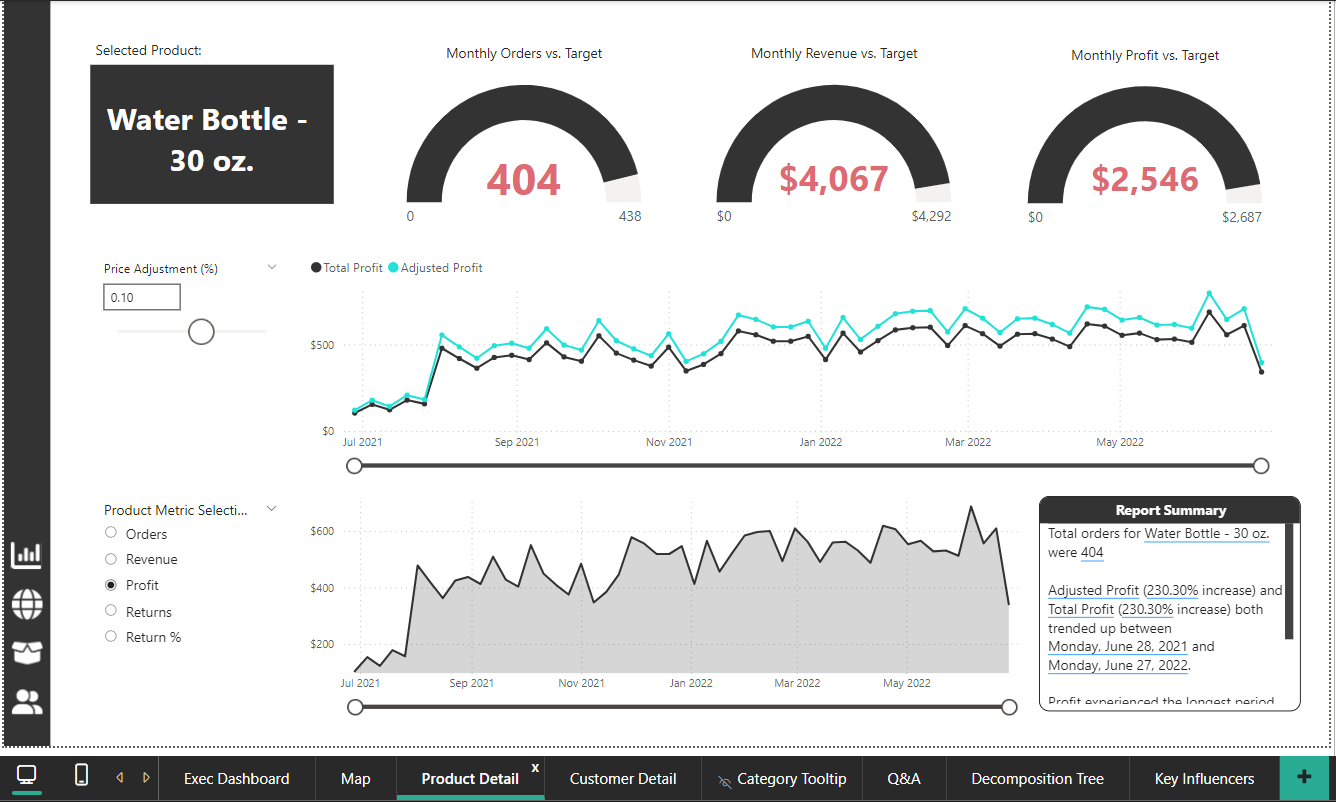 Selected Product:
Water Bottle -
30 oz.
Monthly Orders vs. Target
404
0
438
Monthly Revenue vs. Target
$4,067
$0
$4,292
Monthly Profit vs. Target
$2,546
$0
$2,687
Price Adjustment (%)
0.10
Total Profit
Adjusted Profit
$500
$0
Jul 2021
Sep 2021
Nov 2021
Jan 2022
Mar 2022
May 2022
Product Metric Selecti...
Orders
Revenue
Profit
Returns
Return %
$600
$400
$200
Jul 2021
Sep 2021
Nov 2021
Jan 2022
Mar 2022
May 2022
Report Summary
Total orders for Water Bottle - 30 oz.
were 404
Adjusted Profit (230.30% increase) and
Total Profit (230.30% increase) both
trended up between
Monday, June 28, 2021 and
Monday, June 27, 2022.
Profit experienced the longest period
Exec Dashboard
Map
Product Detail
x
Customer Detail
Category Tooltip
Q&A
Decomposition Tree
Key Influencers
+